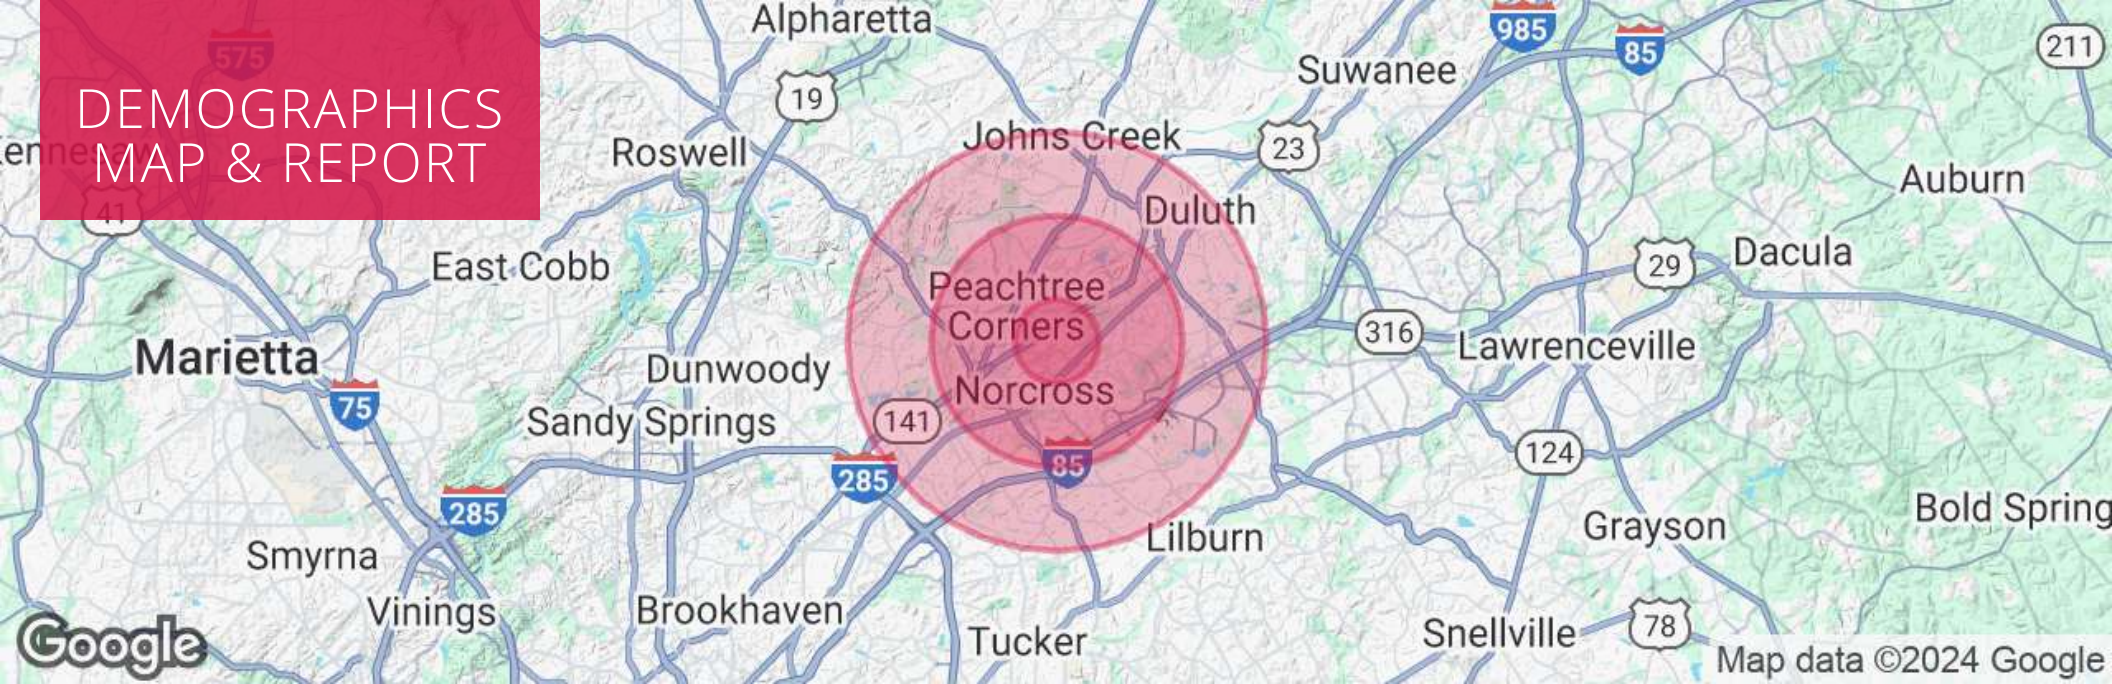 Alpharetta
985
85
211
575
DEMOGRAPHICS
MAP & REPORT
19
Suwanee
Johns Creek
23
Roswell
Kennesaw
41
Auburn
Duluth
East Cobb
29
Dacula
Peachtree
Corners
316
Lawrenceville
Marietta
Dunwoody
75
Norcross
Sandy Springs
141
124
85
285
285
Bold Spring
Grayson
Lilburn
Smyrna
Vinings
Brookhaven
Tucker
Snellville
78
Google
Map data ©2024 Google